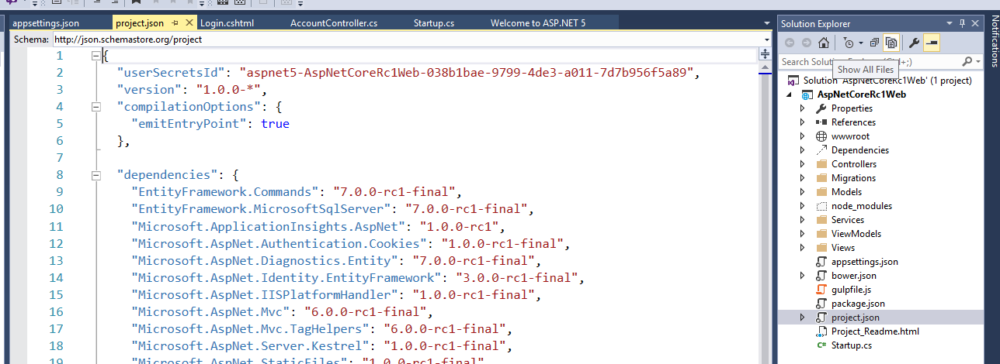 appsettings.json
project.json
Login.cshtml
AccountController.cs
Startup.cs
Welcome to ASP.NET 5
Schema: http://json.schemastore.org/project
1 {
2 "userSecretsId": "aspnet5-AspNetCoreRc1Web-038b1bae-9799-4de3-a011-7d7b956f5a89",
3 "version": "1.0.0-*",
4 "compilationOptions": {
5 "emitEntryPoint": true
6 },
7
8 "dependencies": {
9 "EntityFramework.Commands": "7.0.0-rc1-final",
10 "EntityFramework.MicrosoftSqlServer": "7.0.0-rc1-final",
11 "Microsoft.ApplicationInsights.AspNet": "1.0.0-rc1",
12 "Microsoft.AspNet.Authentication.Cookies": "1.0.0-rc1-final",
13 "Microsoft.AspNet.Diagnostics.Entity": "7.0.0-rc1-final",
14 "Microsoft.AspNet.Identity.EntityFramework": "3.0.0-rc1-final",
15 "Microsoft.AspNet.IISPlatformHandler": "1.0.0-rc1-final",
16 "Microsoft.AspNet.Mvc": "6.0.0-rc1-final",
17 "Microsoft.AspNet.Mvc.TagHelpers": "6.0.0-rc1-final",
18 "Microsoft.AspNet.Server.Kestrel": "1.0.0-rc1-final",
19 "Microsoft.AspNet.StaticFiles": "1.0.0-rc1-final"
Solution Explorer
Search Solu (Ctrl+;)
Show All Files
Solution 'AspNetCoreRc1Web' (1 project)
AspNetCoreRc1Web
Properties
References
wwwroot
Dependencies
Controllers
Migrations
Models
node_modules
Services
ViewModels
Views
appsettings.json
bower.json
gulpfile.js
package.json
project.json
Project_Readme.html
C# Startup.cs
Notifications